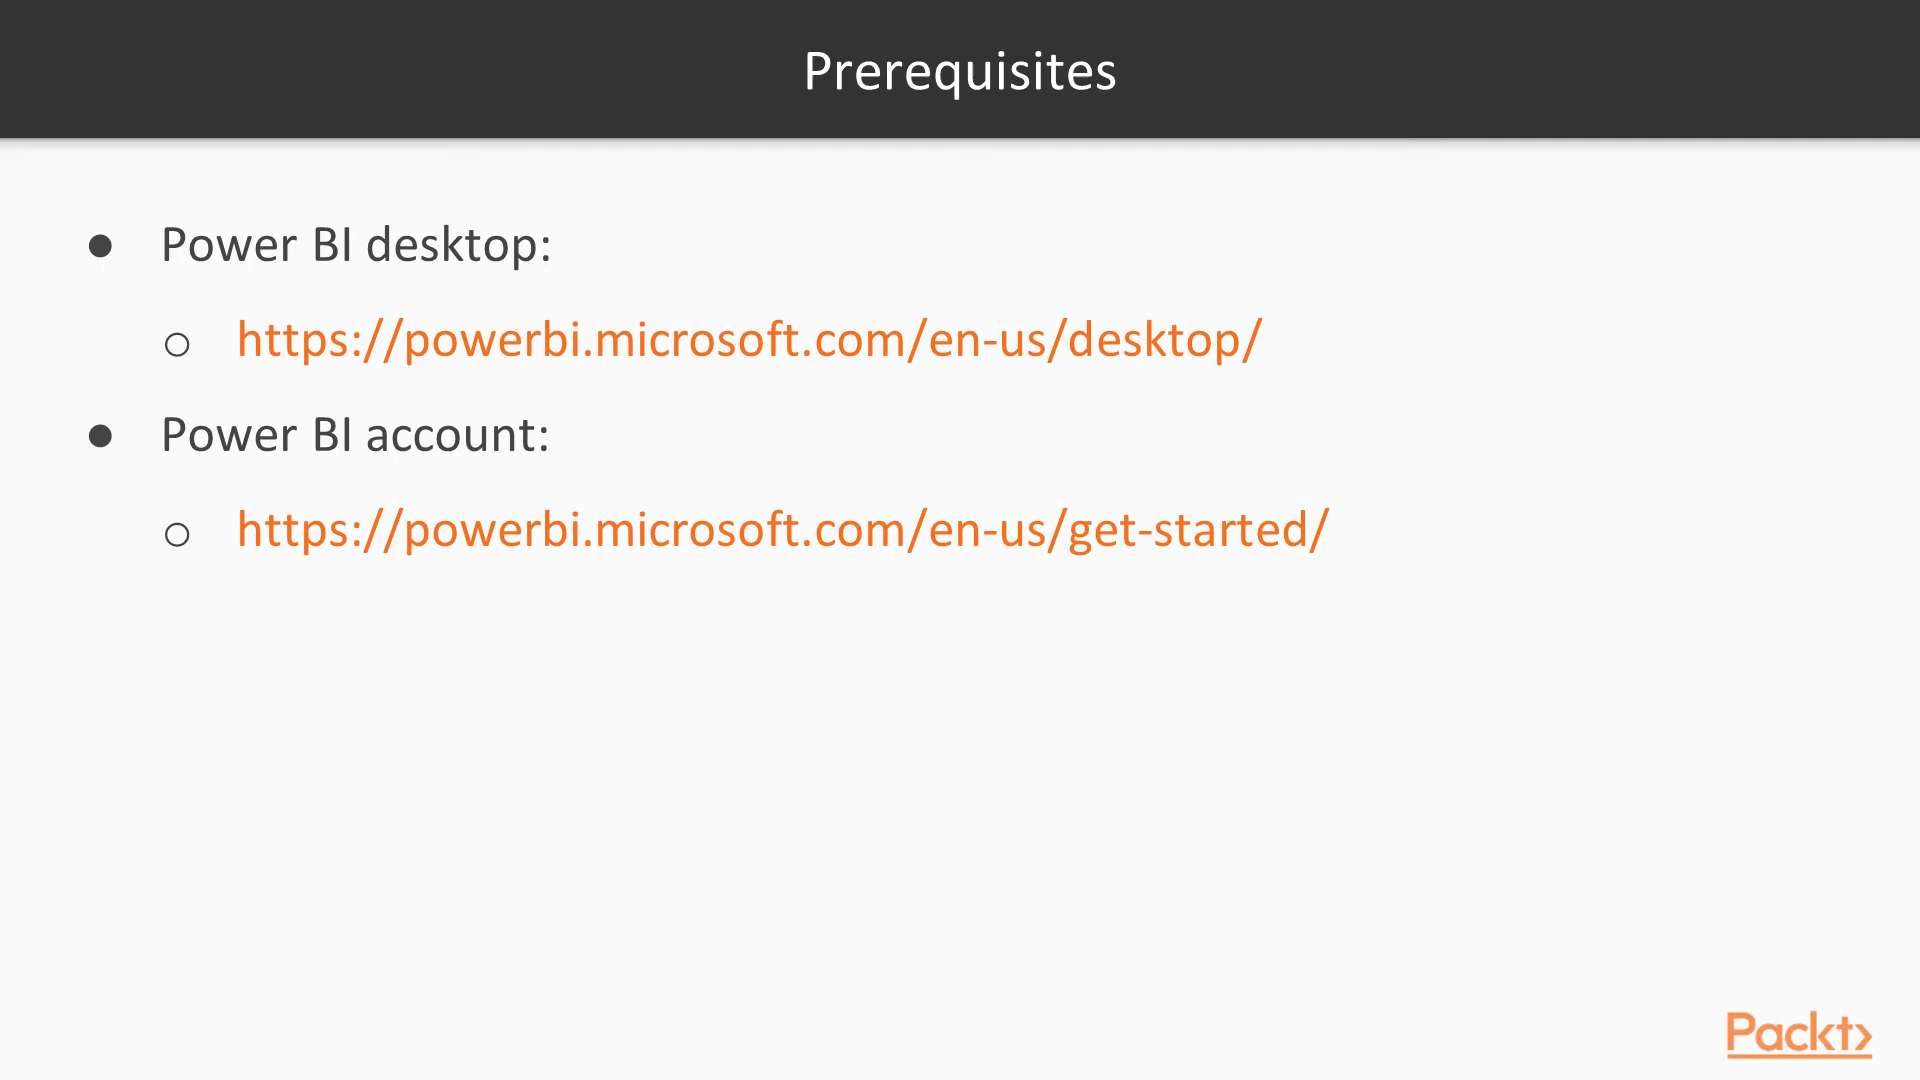 Prerequisites
● Power BI desktop:
○ https://powerbi.microsoft.com/en-us/desktop/
● Power BI account:
○ https://powerbi.microsoft.com/en-us/get-started/
Packt>